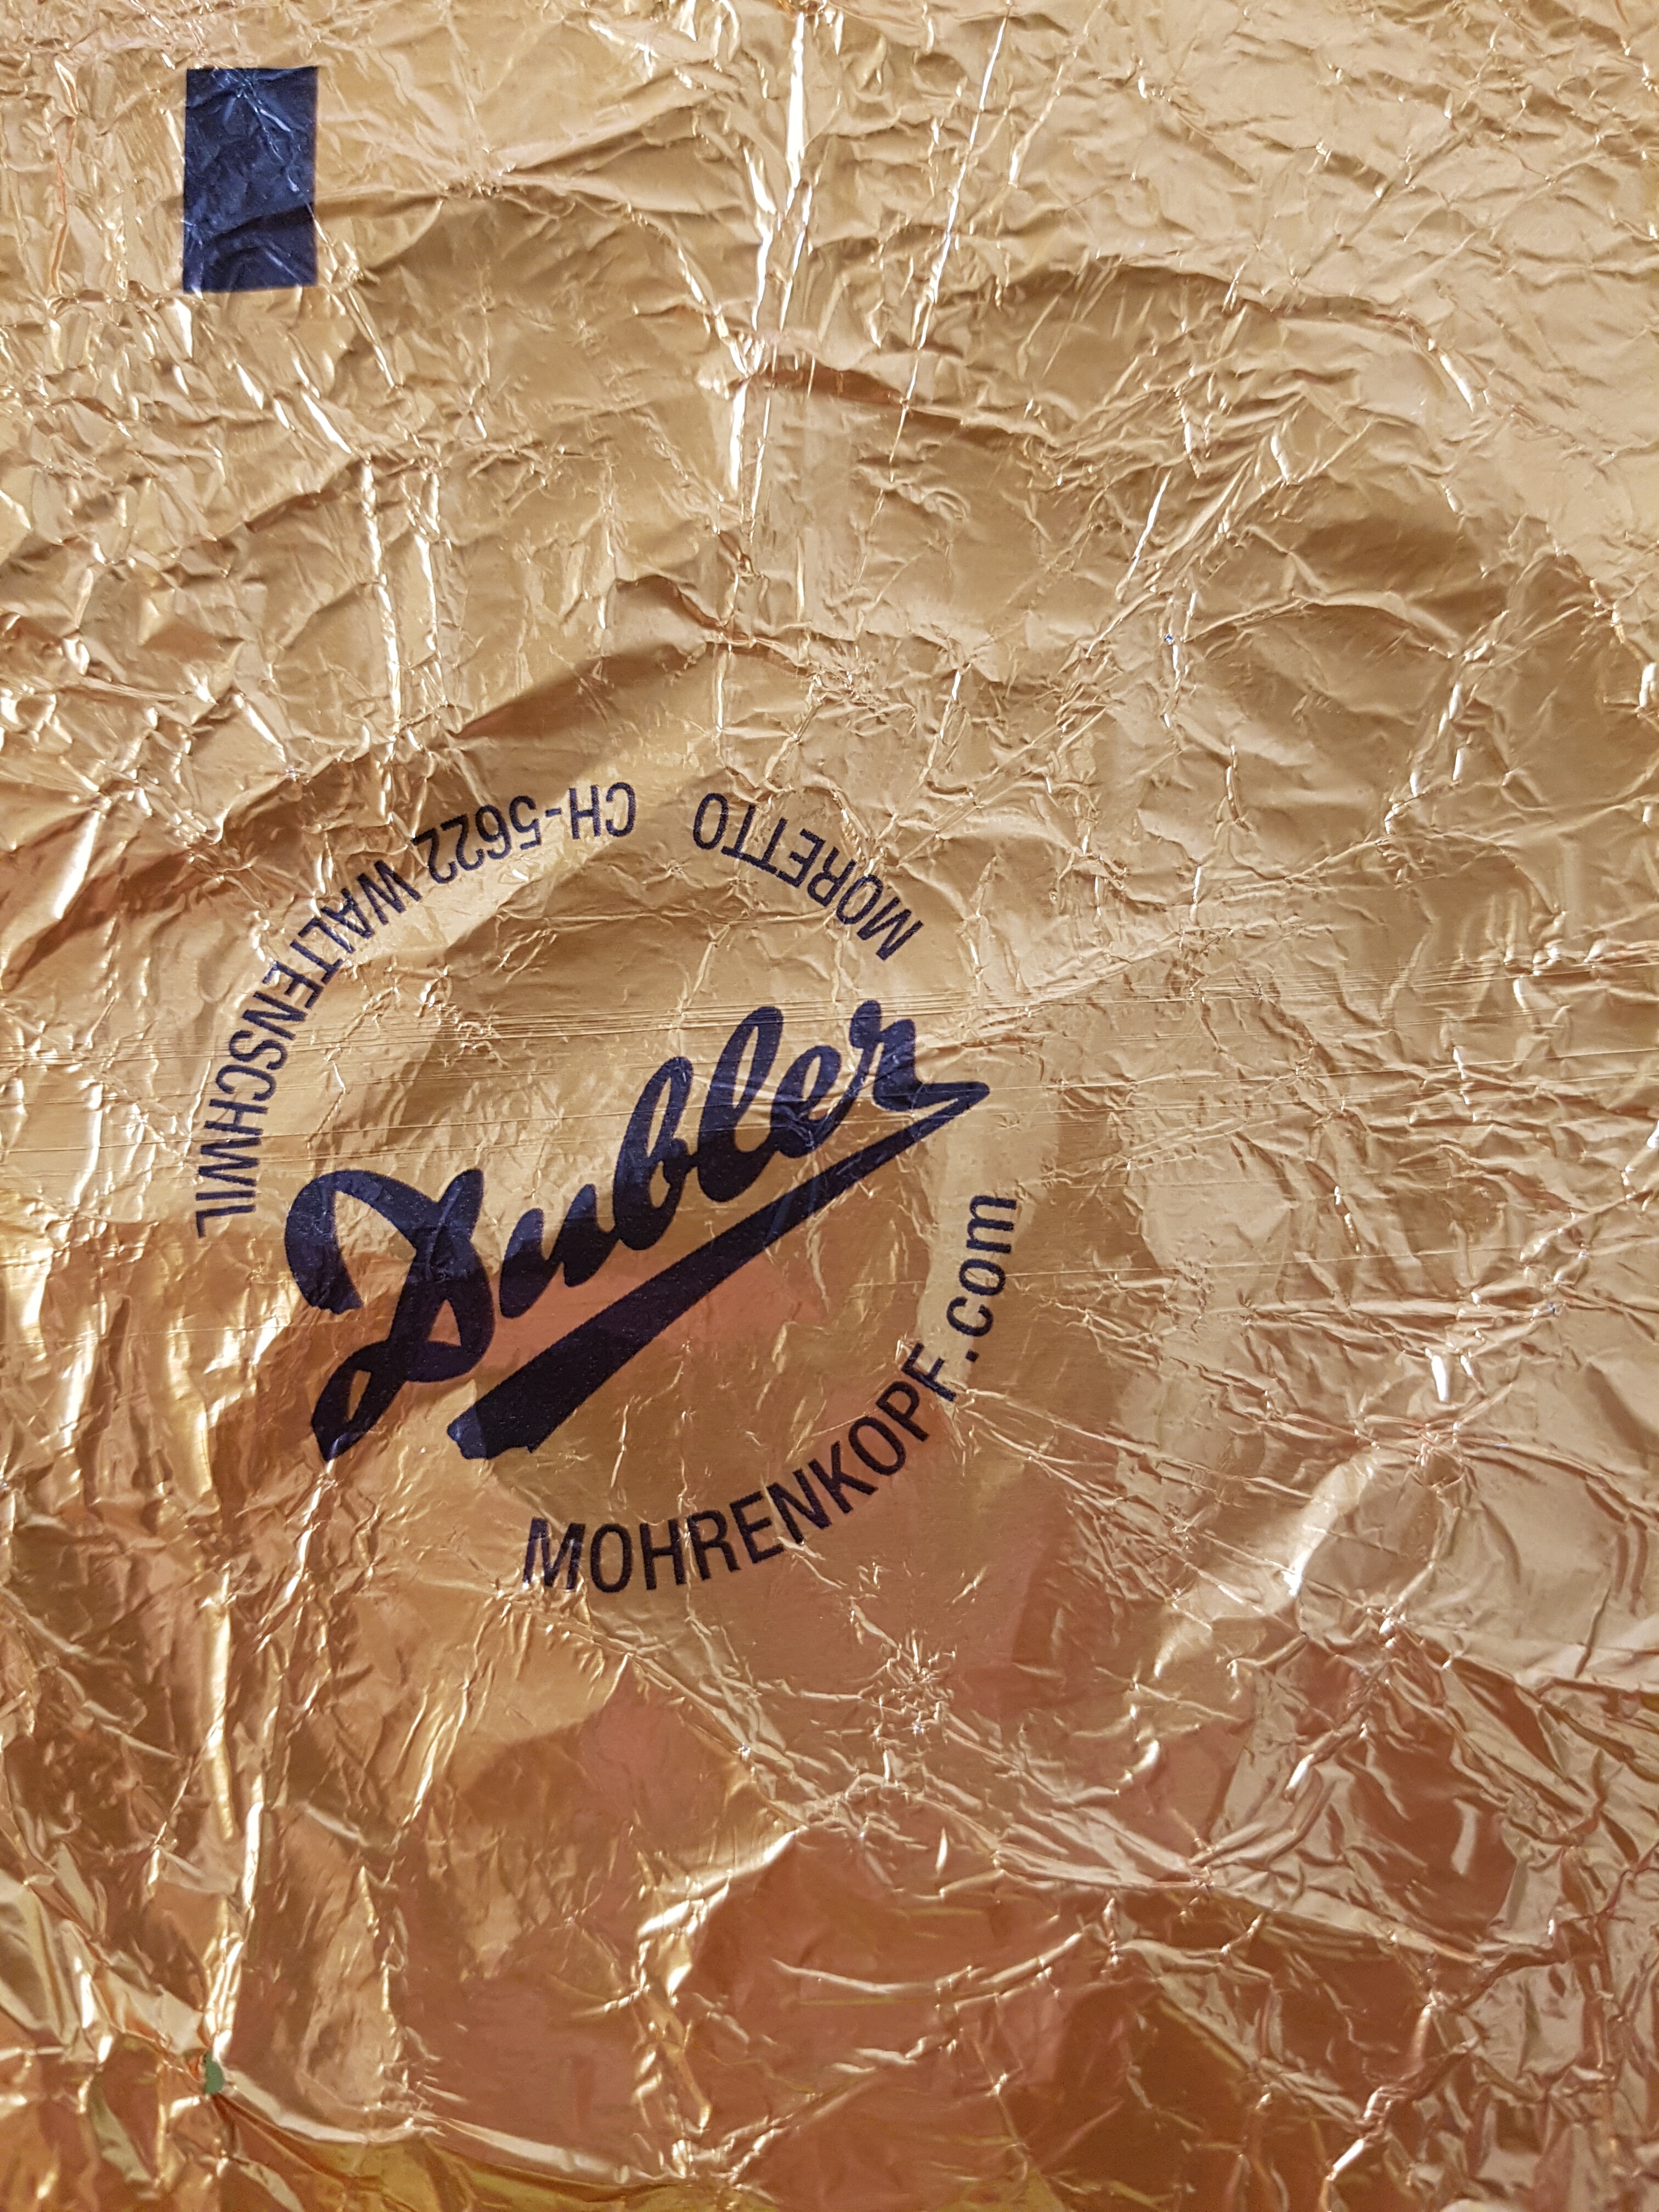 MORETTO
CH-5622 WALTENSCHWIL
Dubler
MOHRENKOPF.com